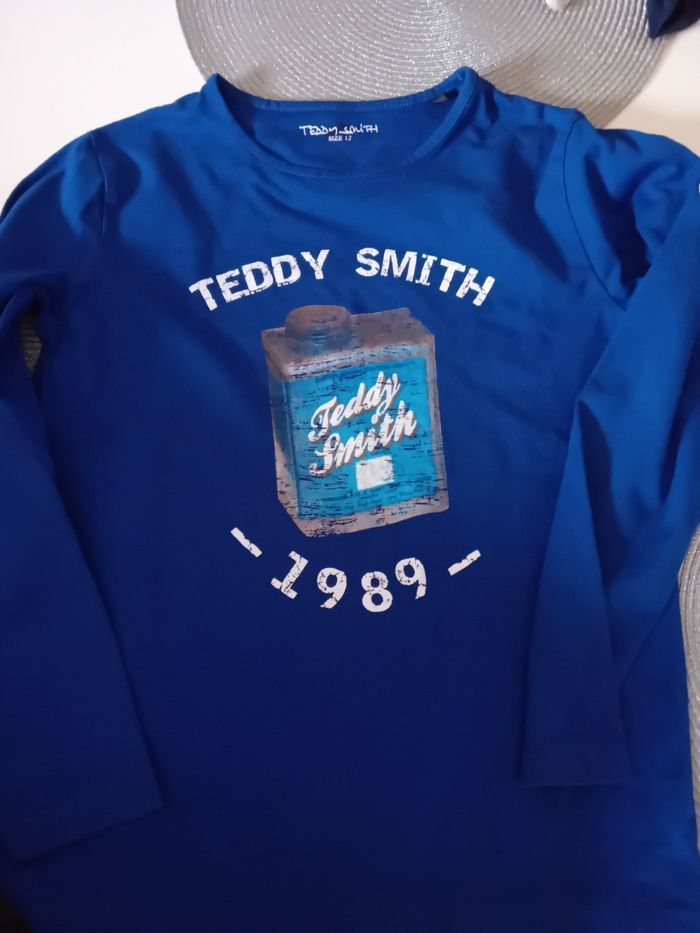 TEDDY SMITH
SIZE 12
TEDDY SMITH
Teddy
Smith
- 1989 -